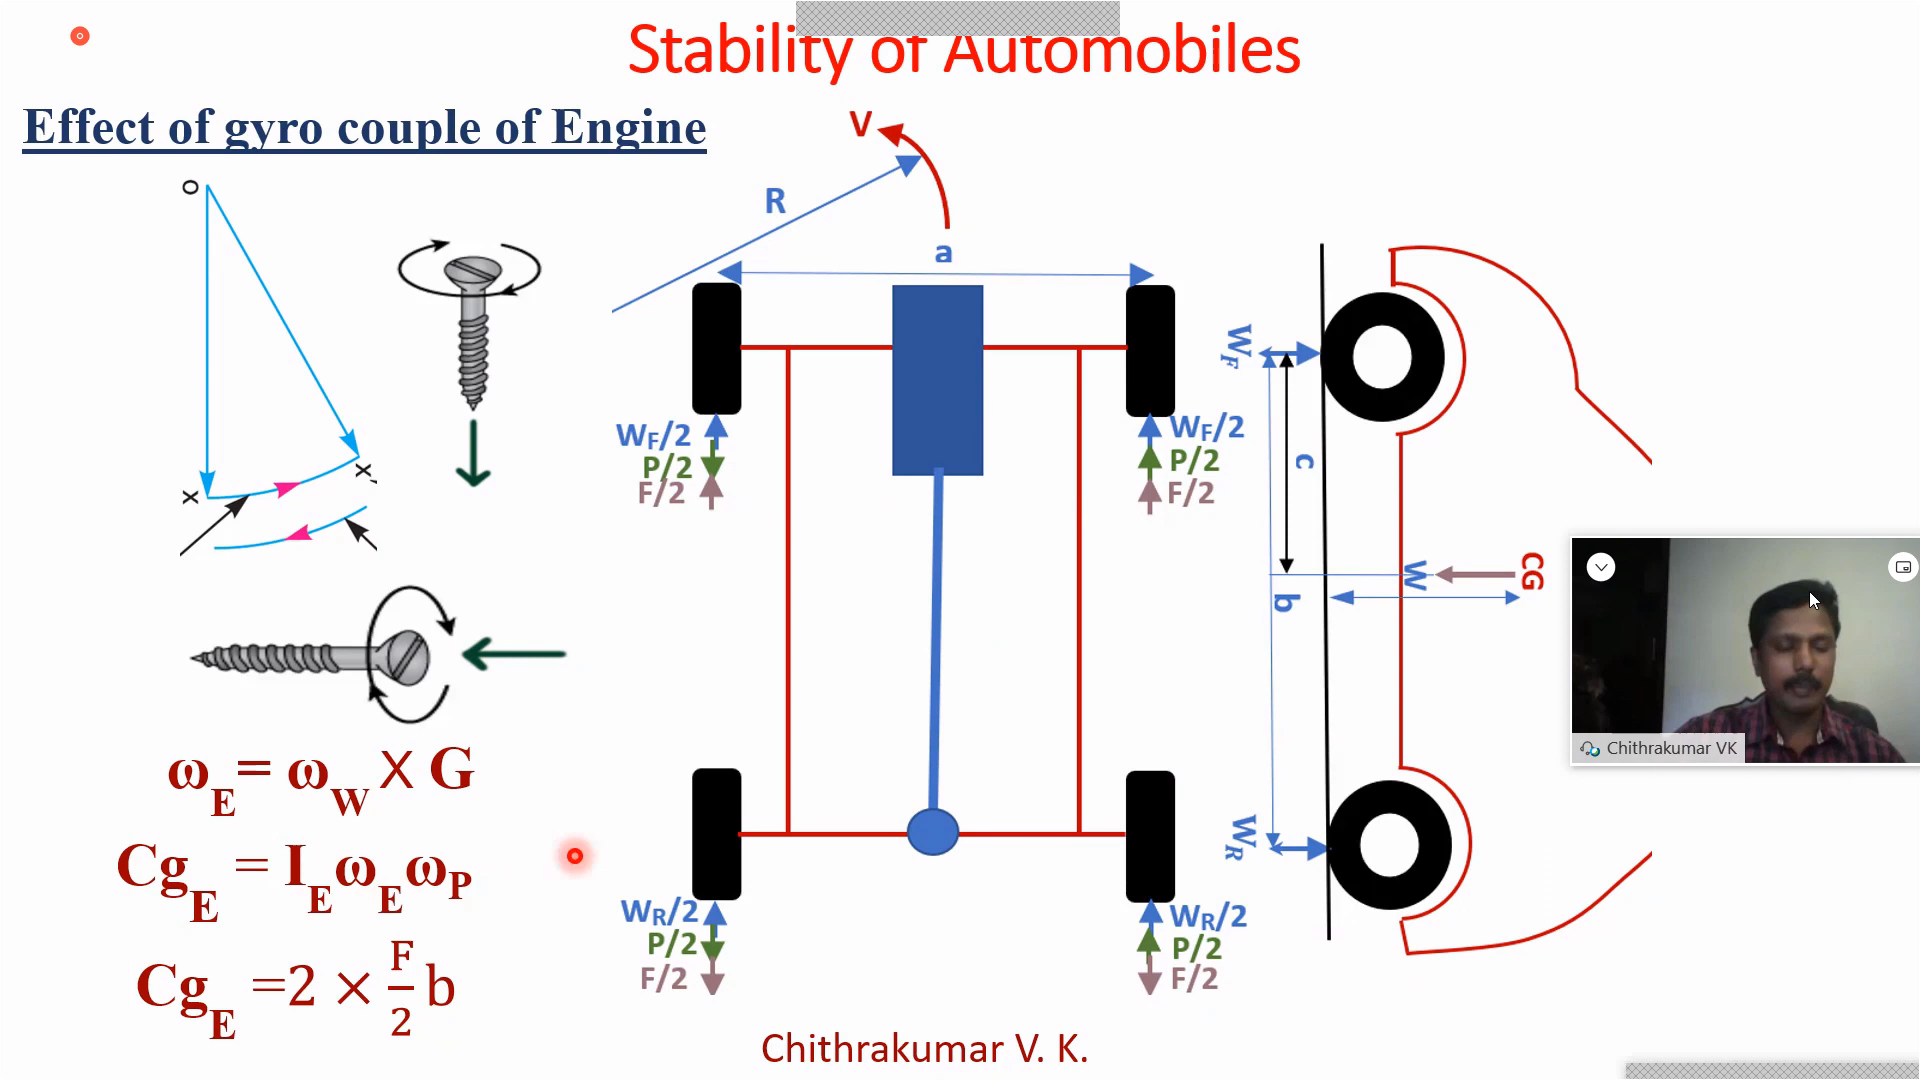 Stability of Automobiles
Effect of gyro couple of Engine
O
x
x'
ωE = ωW X G
CgE = IEωEωP
CgE =2 × F/2 b
V
R
a
WF/2
P/2
F/2
WF/2
P/2
F/2
WR/2
P/2
F/2
WR/2
P/2
F/2
WF
c
W
CG
b
WR
Chithrakumar VK
Chithrakumar V. K.